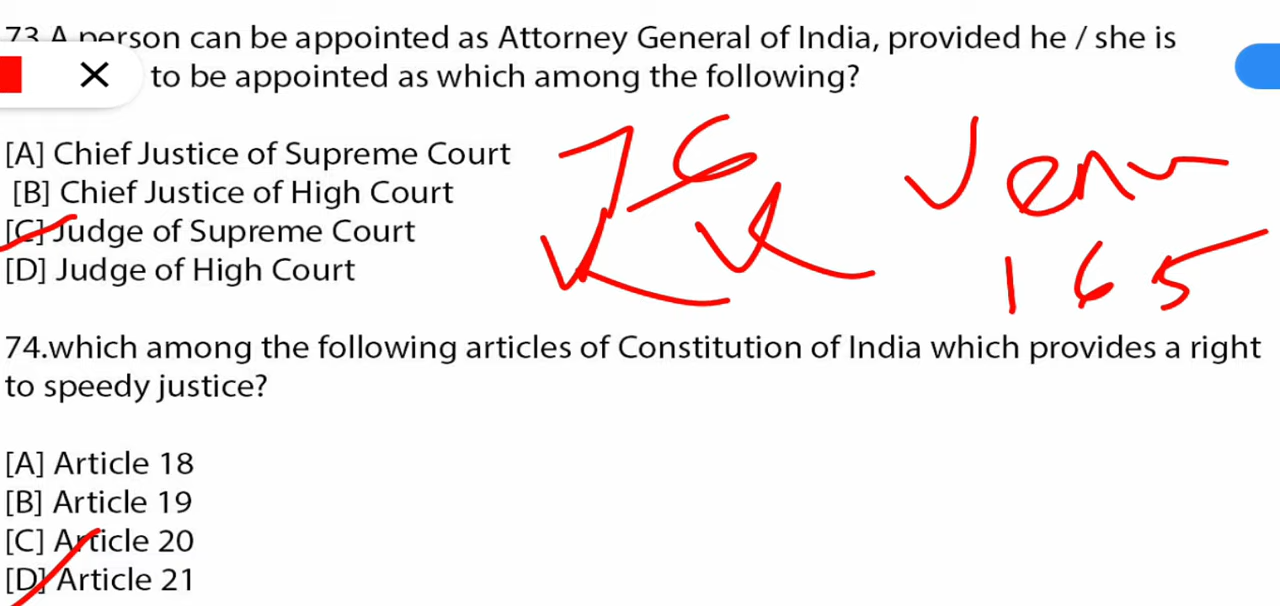 73.A person can be appointed as Attorney General of India, provided he / she is
to be appointed as which among the following?
[A] Chief Justice of Supreme Court
[B] Chief Justice of High Court
[C] Judge of Supreme Court
[D] Judge of High Court
76
165
74.which among the following articles of Constitution of India which provides a right
to speedy justice?
[A] Article 18
[B] Article 19
[C] Article 20
[D] Article 21